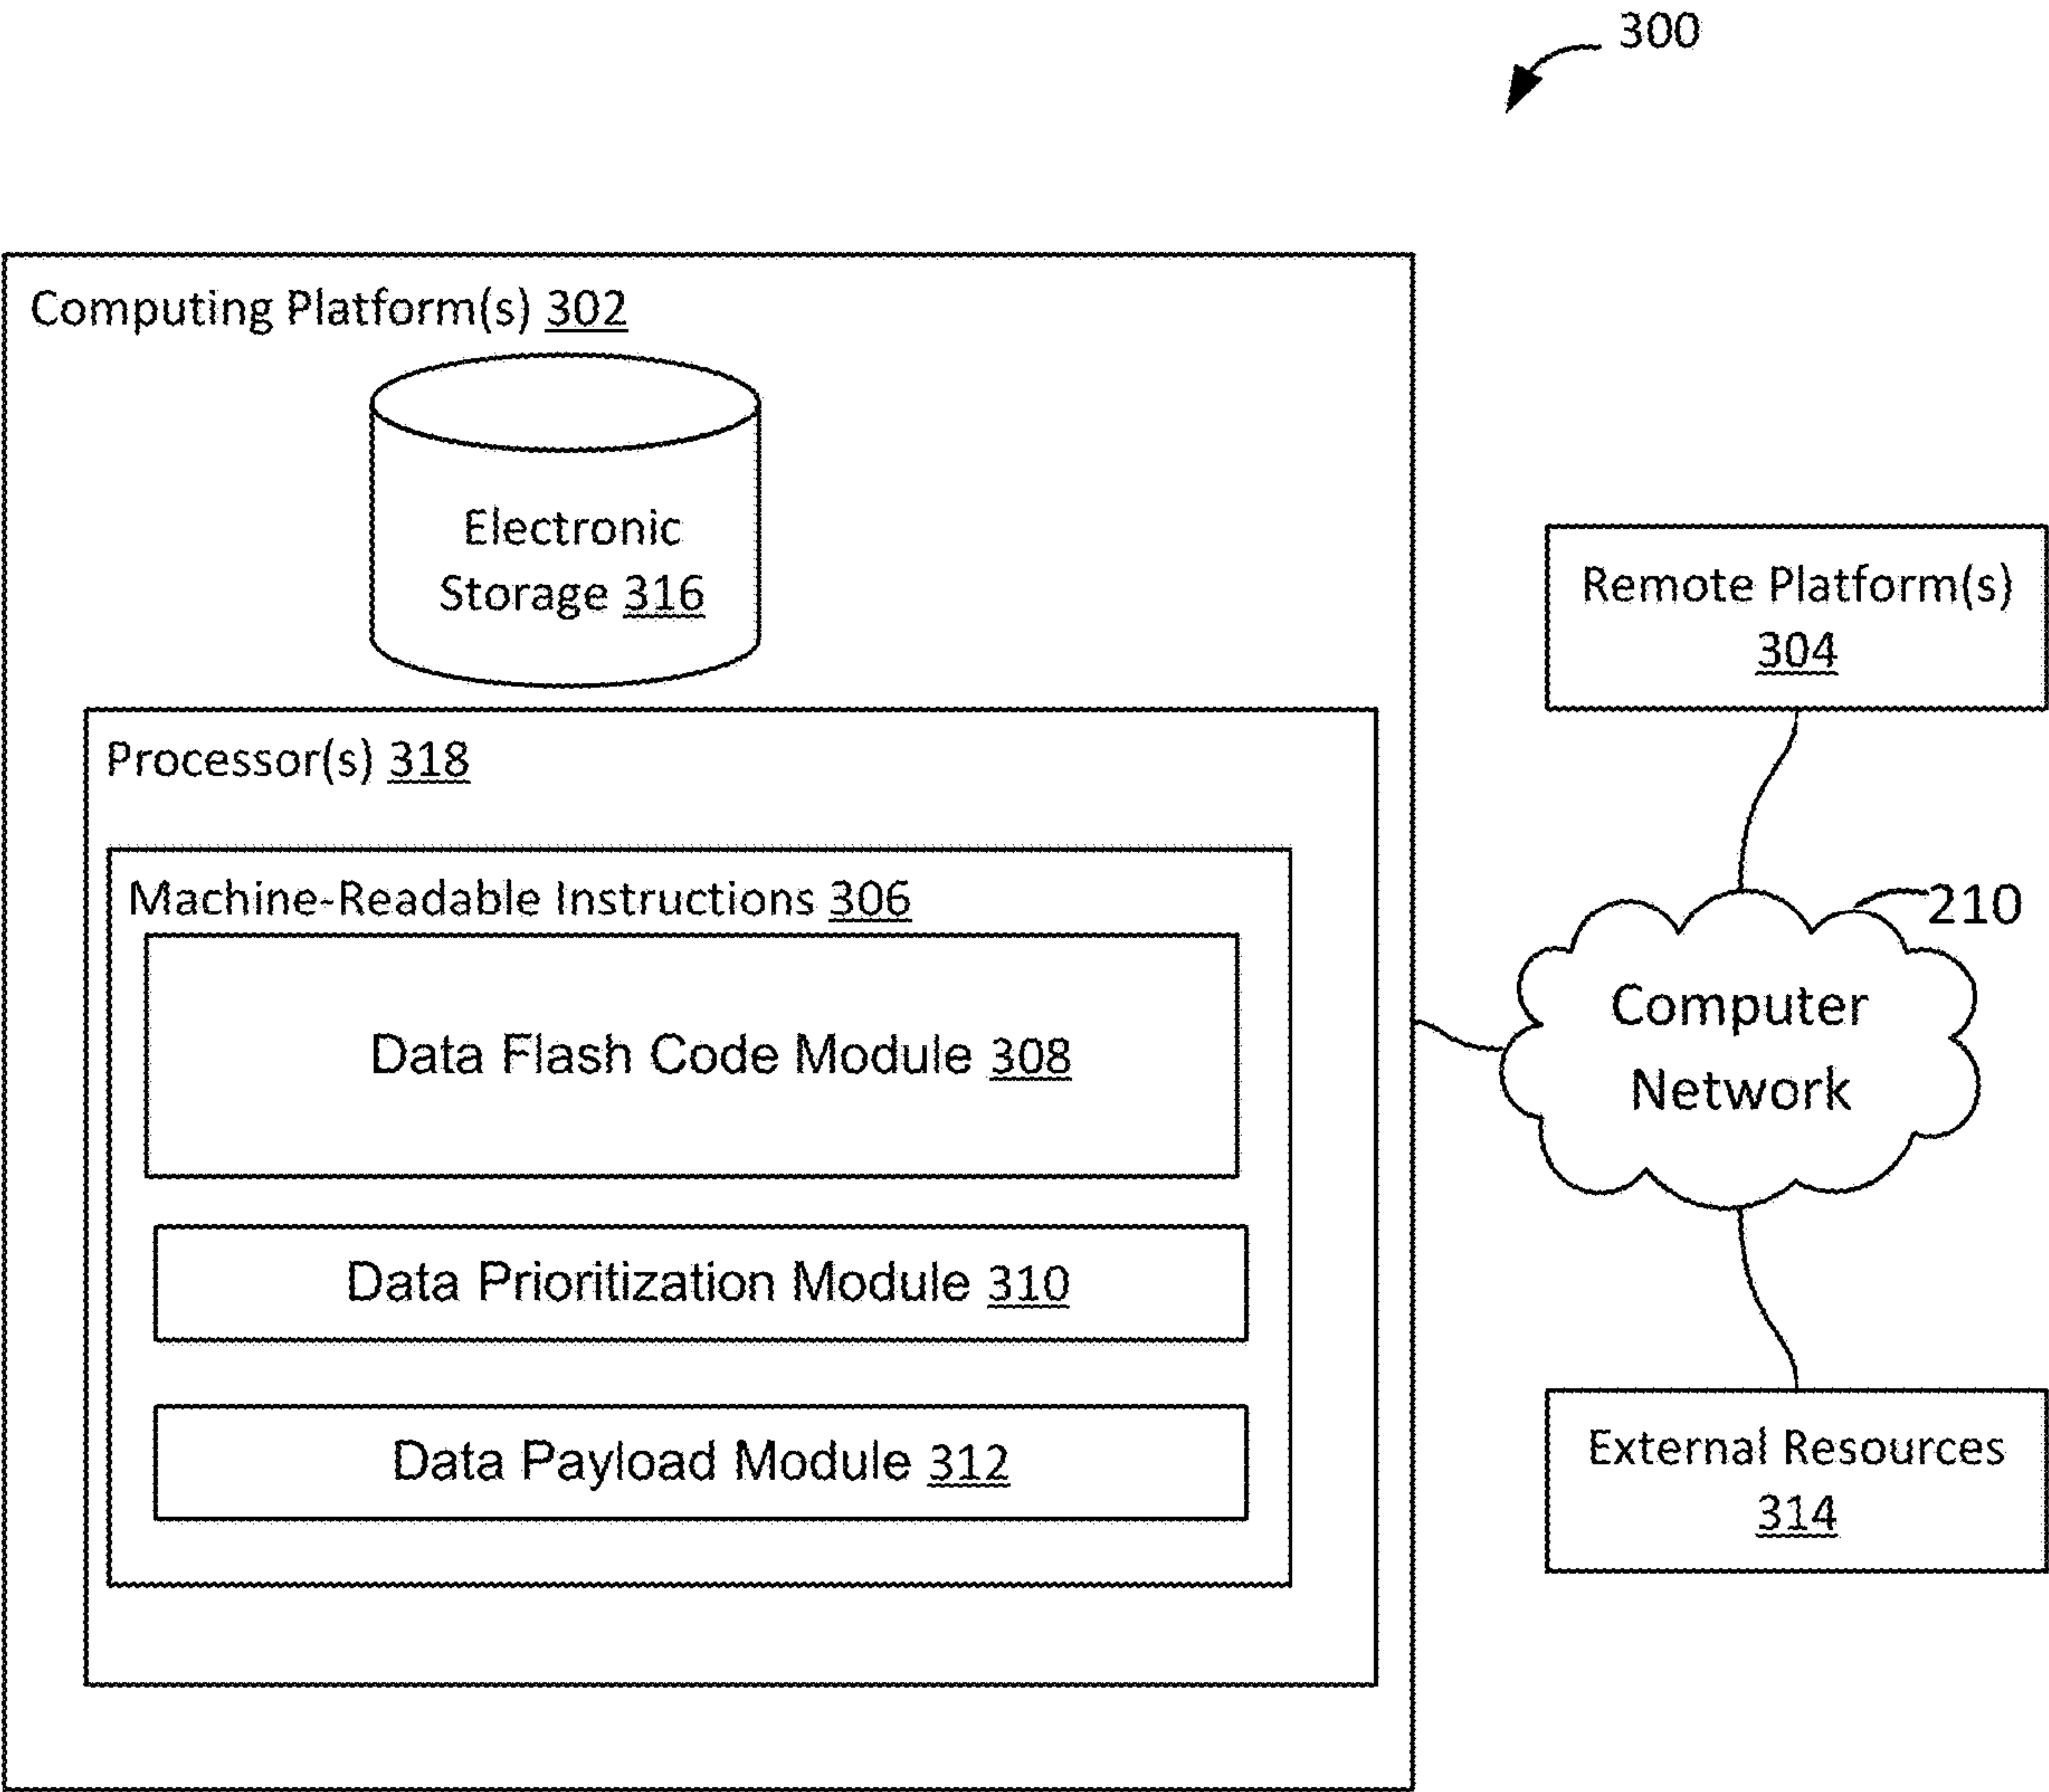 300
Computing Platform(s) 302
Electronic
Storage 316
Processor(s) 318
Machine-Readable Instructions 306
Data Flash Code Module 308
Data Prioritization Module 310
Data Payload Module 312
Remote Platform(s)
304
210
Computer
Network
External Resources
314